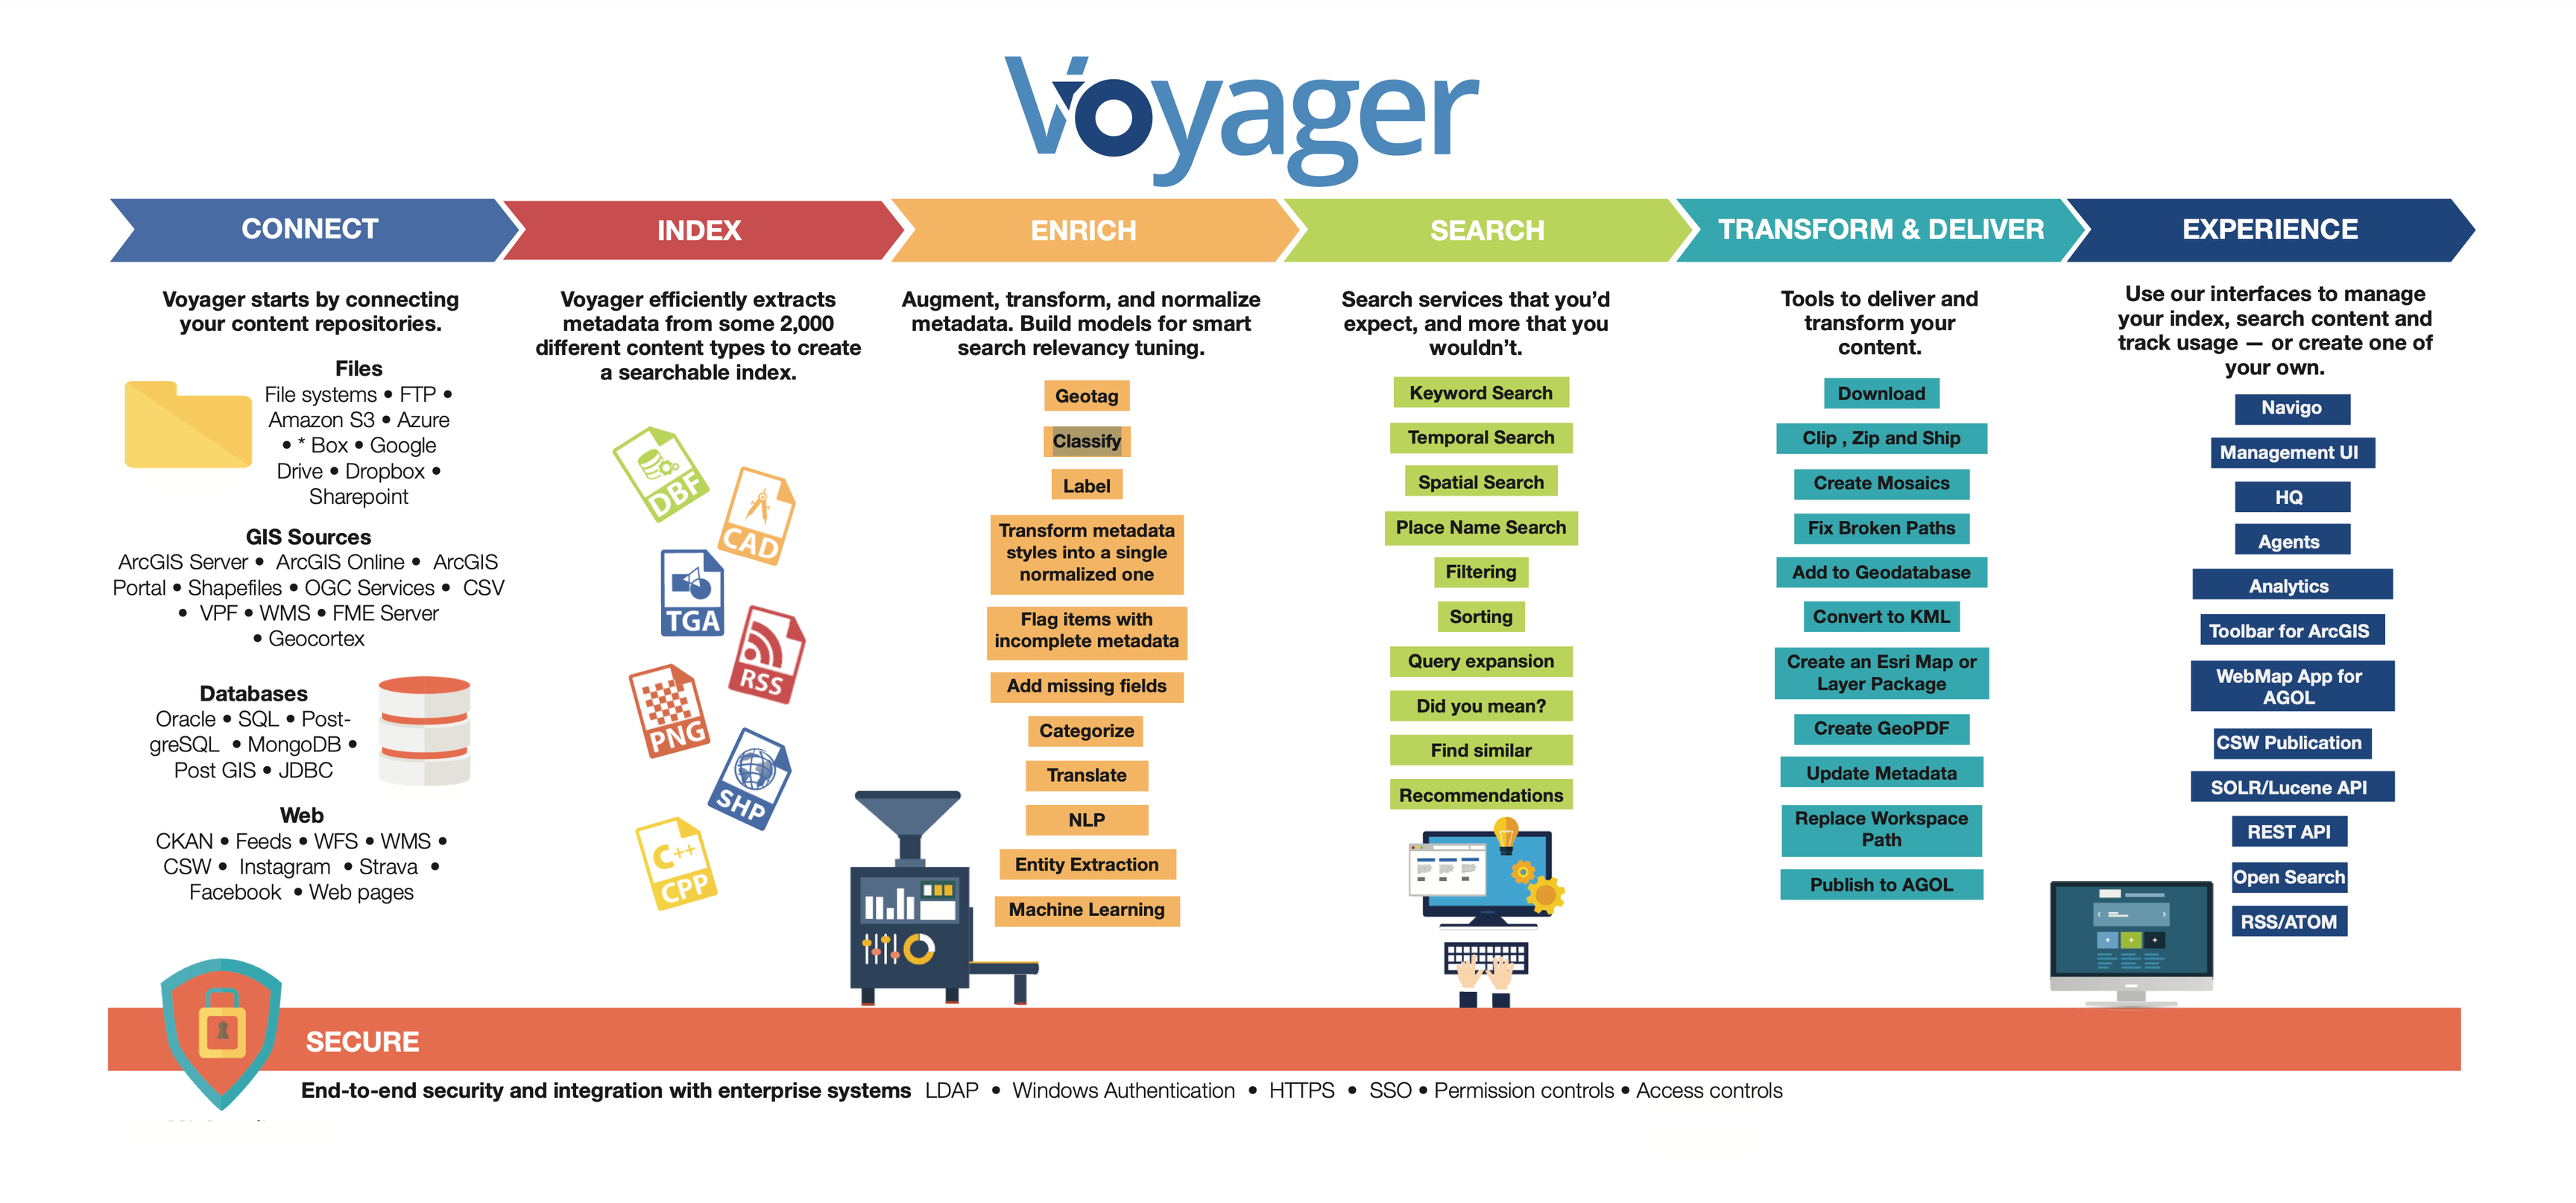 Voyager
CONNECT
INDEX
ENRICH
SEARCH
TRANSFORM & DELIVER
EXPERIENCE
Voyager starts by connecting
your content repositories.
Files
File systems • FTP •
Amazon S3 • Azure
• * Box • Google
Drive • Dropbox •
Sharepoint
GIS Sources
ArcGIS Server • ArcGIS Online • ArcGIS
Portal • Shapefiles • OGC Services • CSV
• VPF • WMS • FME Server
• Geocortex
Databases
Oracle • SQL • Post-
greSQL • MongoDB •
Post GIS • JDBC
Web
CKAN • Feeds • WFS • WMS •
CSW • Instagram • Strava •
Facebook • Web pages
Voyager efficiently extracts
metadata from some 2,000
different content types to create
a searchable index.
DBF
CAD
TGA
RSS
PNG
SHP
C++
CPP
Augment, transform, and normalize
metadata. Build models for smart
search relevancy tuning.
Geotag
Classify
Label
Transform metadata
styles into a single
normalized one
Flag items with
incomplete metadata
Add missing fields
Categorize
Translate
NLP
Entity Extraction
Machine Learning
Search services that you’d
expect, and more that you
wouldn’t.
Keyword Search
Temporal Search
Spatial Search
Place Name Search
Filtering
Sorting
Query expansion
Did you mean?
Find similar
Recommendations
Tools to deliver and
transform your
content.
Download
Clip , Zip and Ship
Create Mosaics
Fix Broken Paths
Add to Geodatabase
Convert to KML
Create an Esri Map or
Layer Package
Create GeoPDF
Update Metadata
Replace Workspace
Path
Publish to AGOL
Use our interfaces to manage
your index, search content and
track usage — or create one of
your own.
Navigo
Management UI
HQ
Agents
Analytics
Toolbar for ArcGIS
WebMap App for
AGOL
CSW Publication
SOLR/Lucene API
REST API
Open Search
RSS/ATOM
SECURE
End-to-end security and integration with enterprise systems LDAP • Windows Authentication • HTTPS • SSO • Permission controls • Access controls